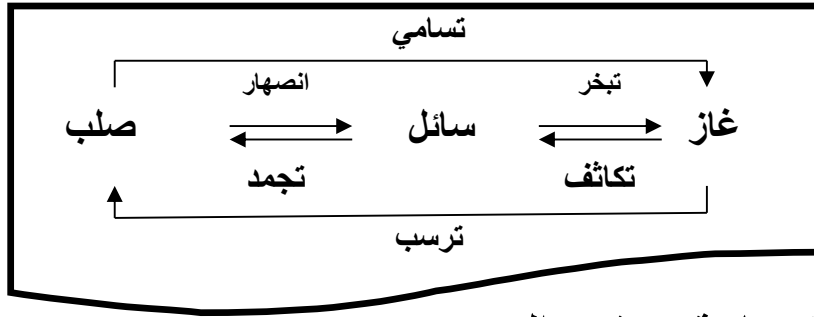 تسامي
انصهار تبخر
صلب سائل غاز
تجمد تكاثف
ترسب